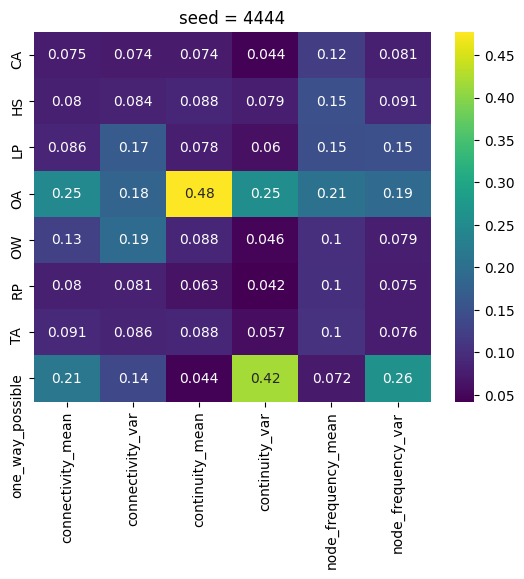 seed = 4444
CA 0.075 0.074 0.074 0.044 0.12 0.081
HS 0.08 0.084 0.088 0.079 0.15 0.091
LP 0.086 0.17 0.078 0.06 0.15 0.15
OA 0.25 0.18 0.48 0.25 0.21 0.19
OW 0.13 0.19 0.088 0.046 0.1 0.079
RP 0.08 0.081 0.063 0.042 0.1 0.075
TA 0.091 0.086 0.088 0.057 0.1 0.076
one_way_possible 0.21 0.14 0.044 0.42 0.072 0.26
connectivity_mean
connectivity_var
continuity_mean
continuity_var
node_frequency_mean
node_frequency_var
0.45
0.40
0.35
0.30
0.25
0.20
0.15
0.10
0.05